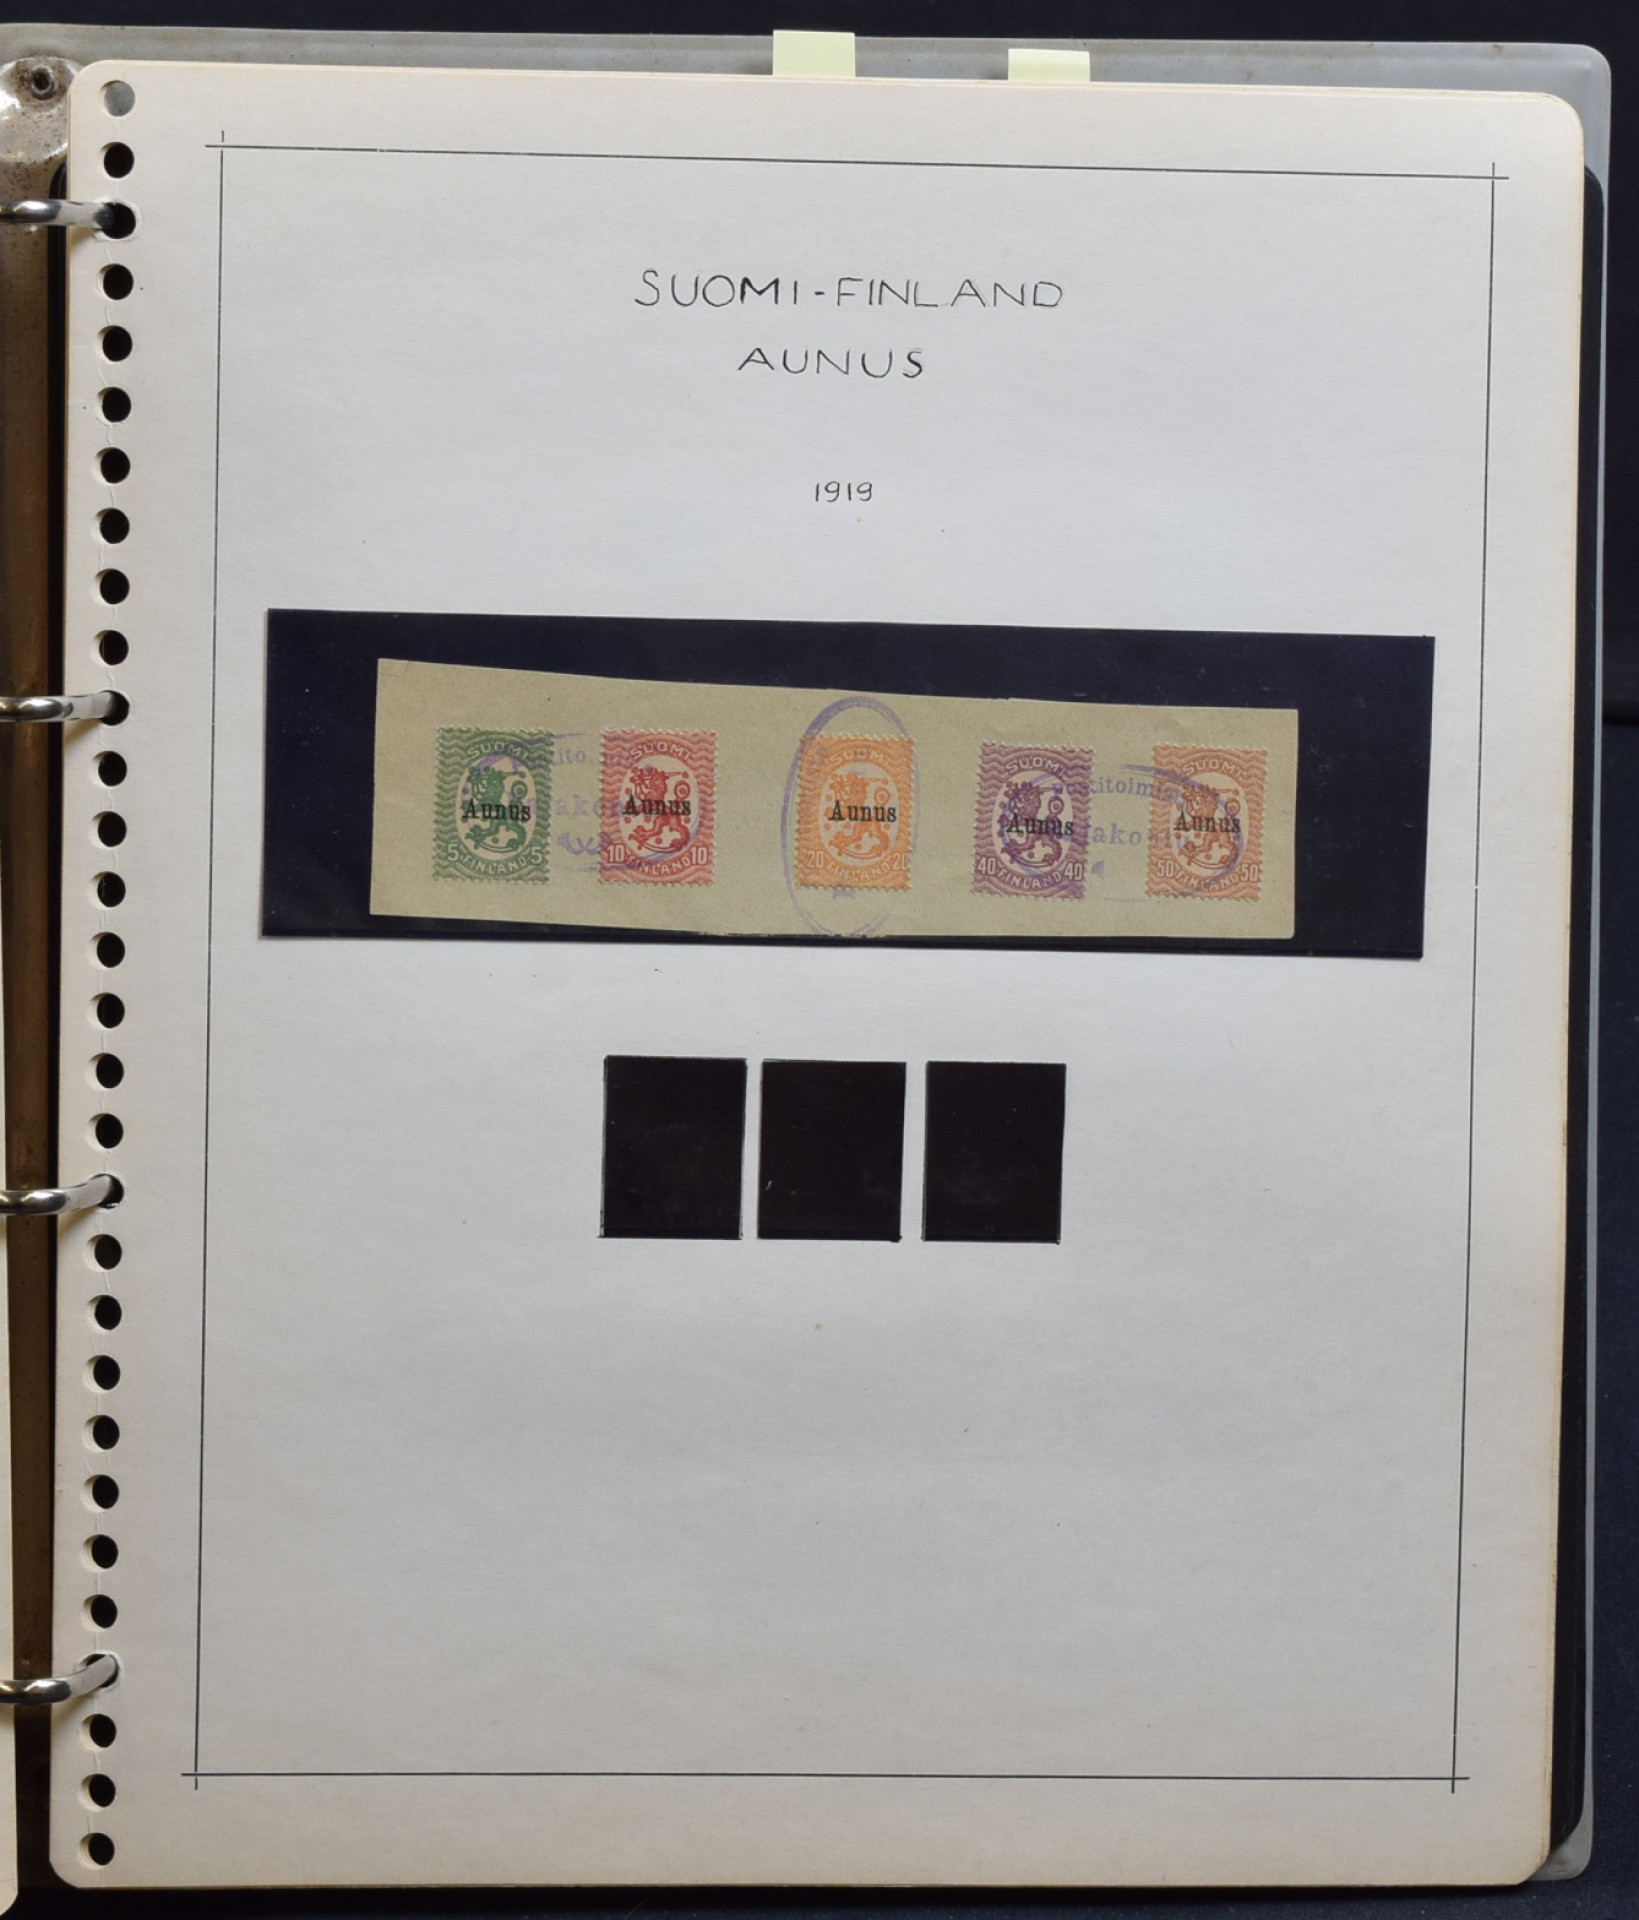 SUOMI-FINLAND
AUNUS
1919
SUOMI SUOMI SUOMI SUOMI SUOMI
Aunus Aunus Aunus Aunus Aunus
5 FINLAND 5 10 FINLAND 10 20 FINLAND 20 40 FINLAND 40 50 FINLAND 50